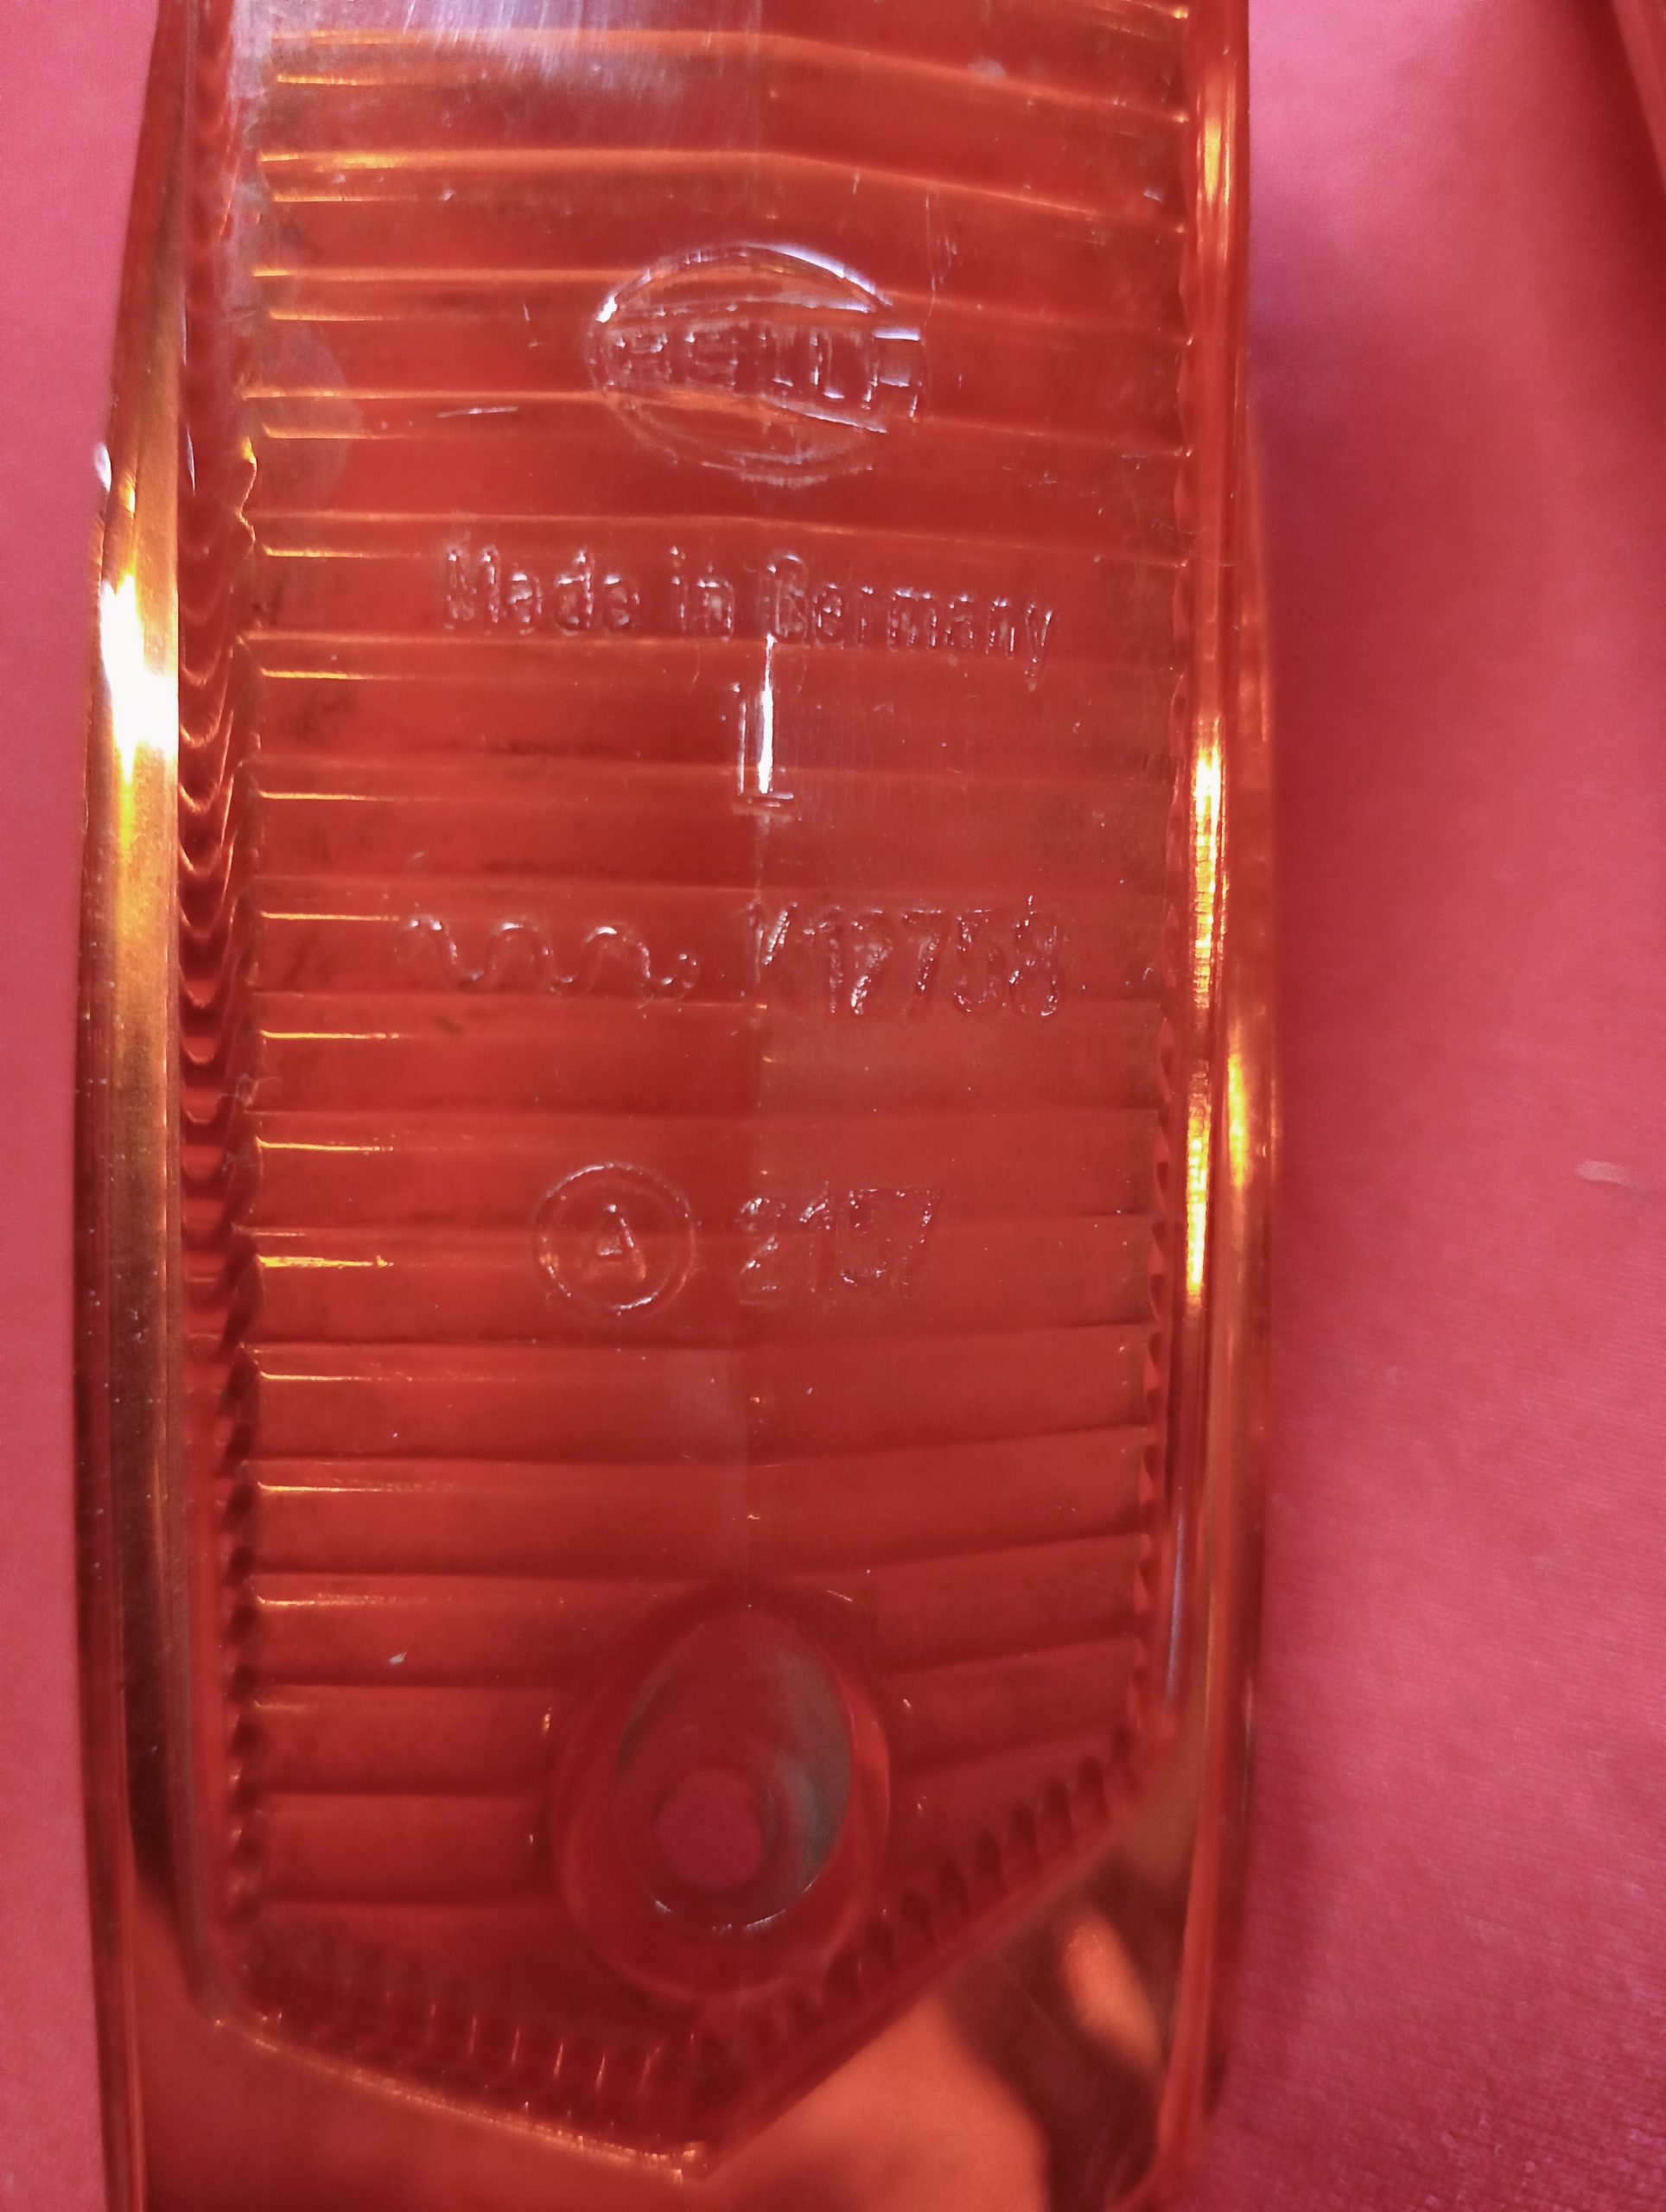 HELLA
Made in Germany
L
K12758
A 2157